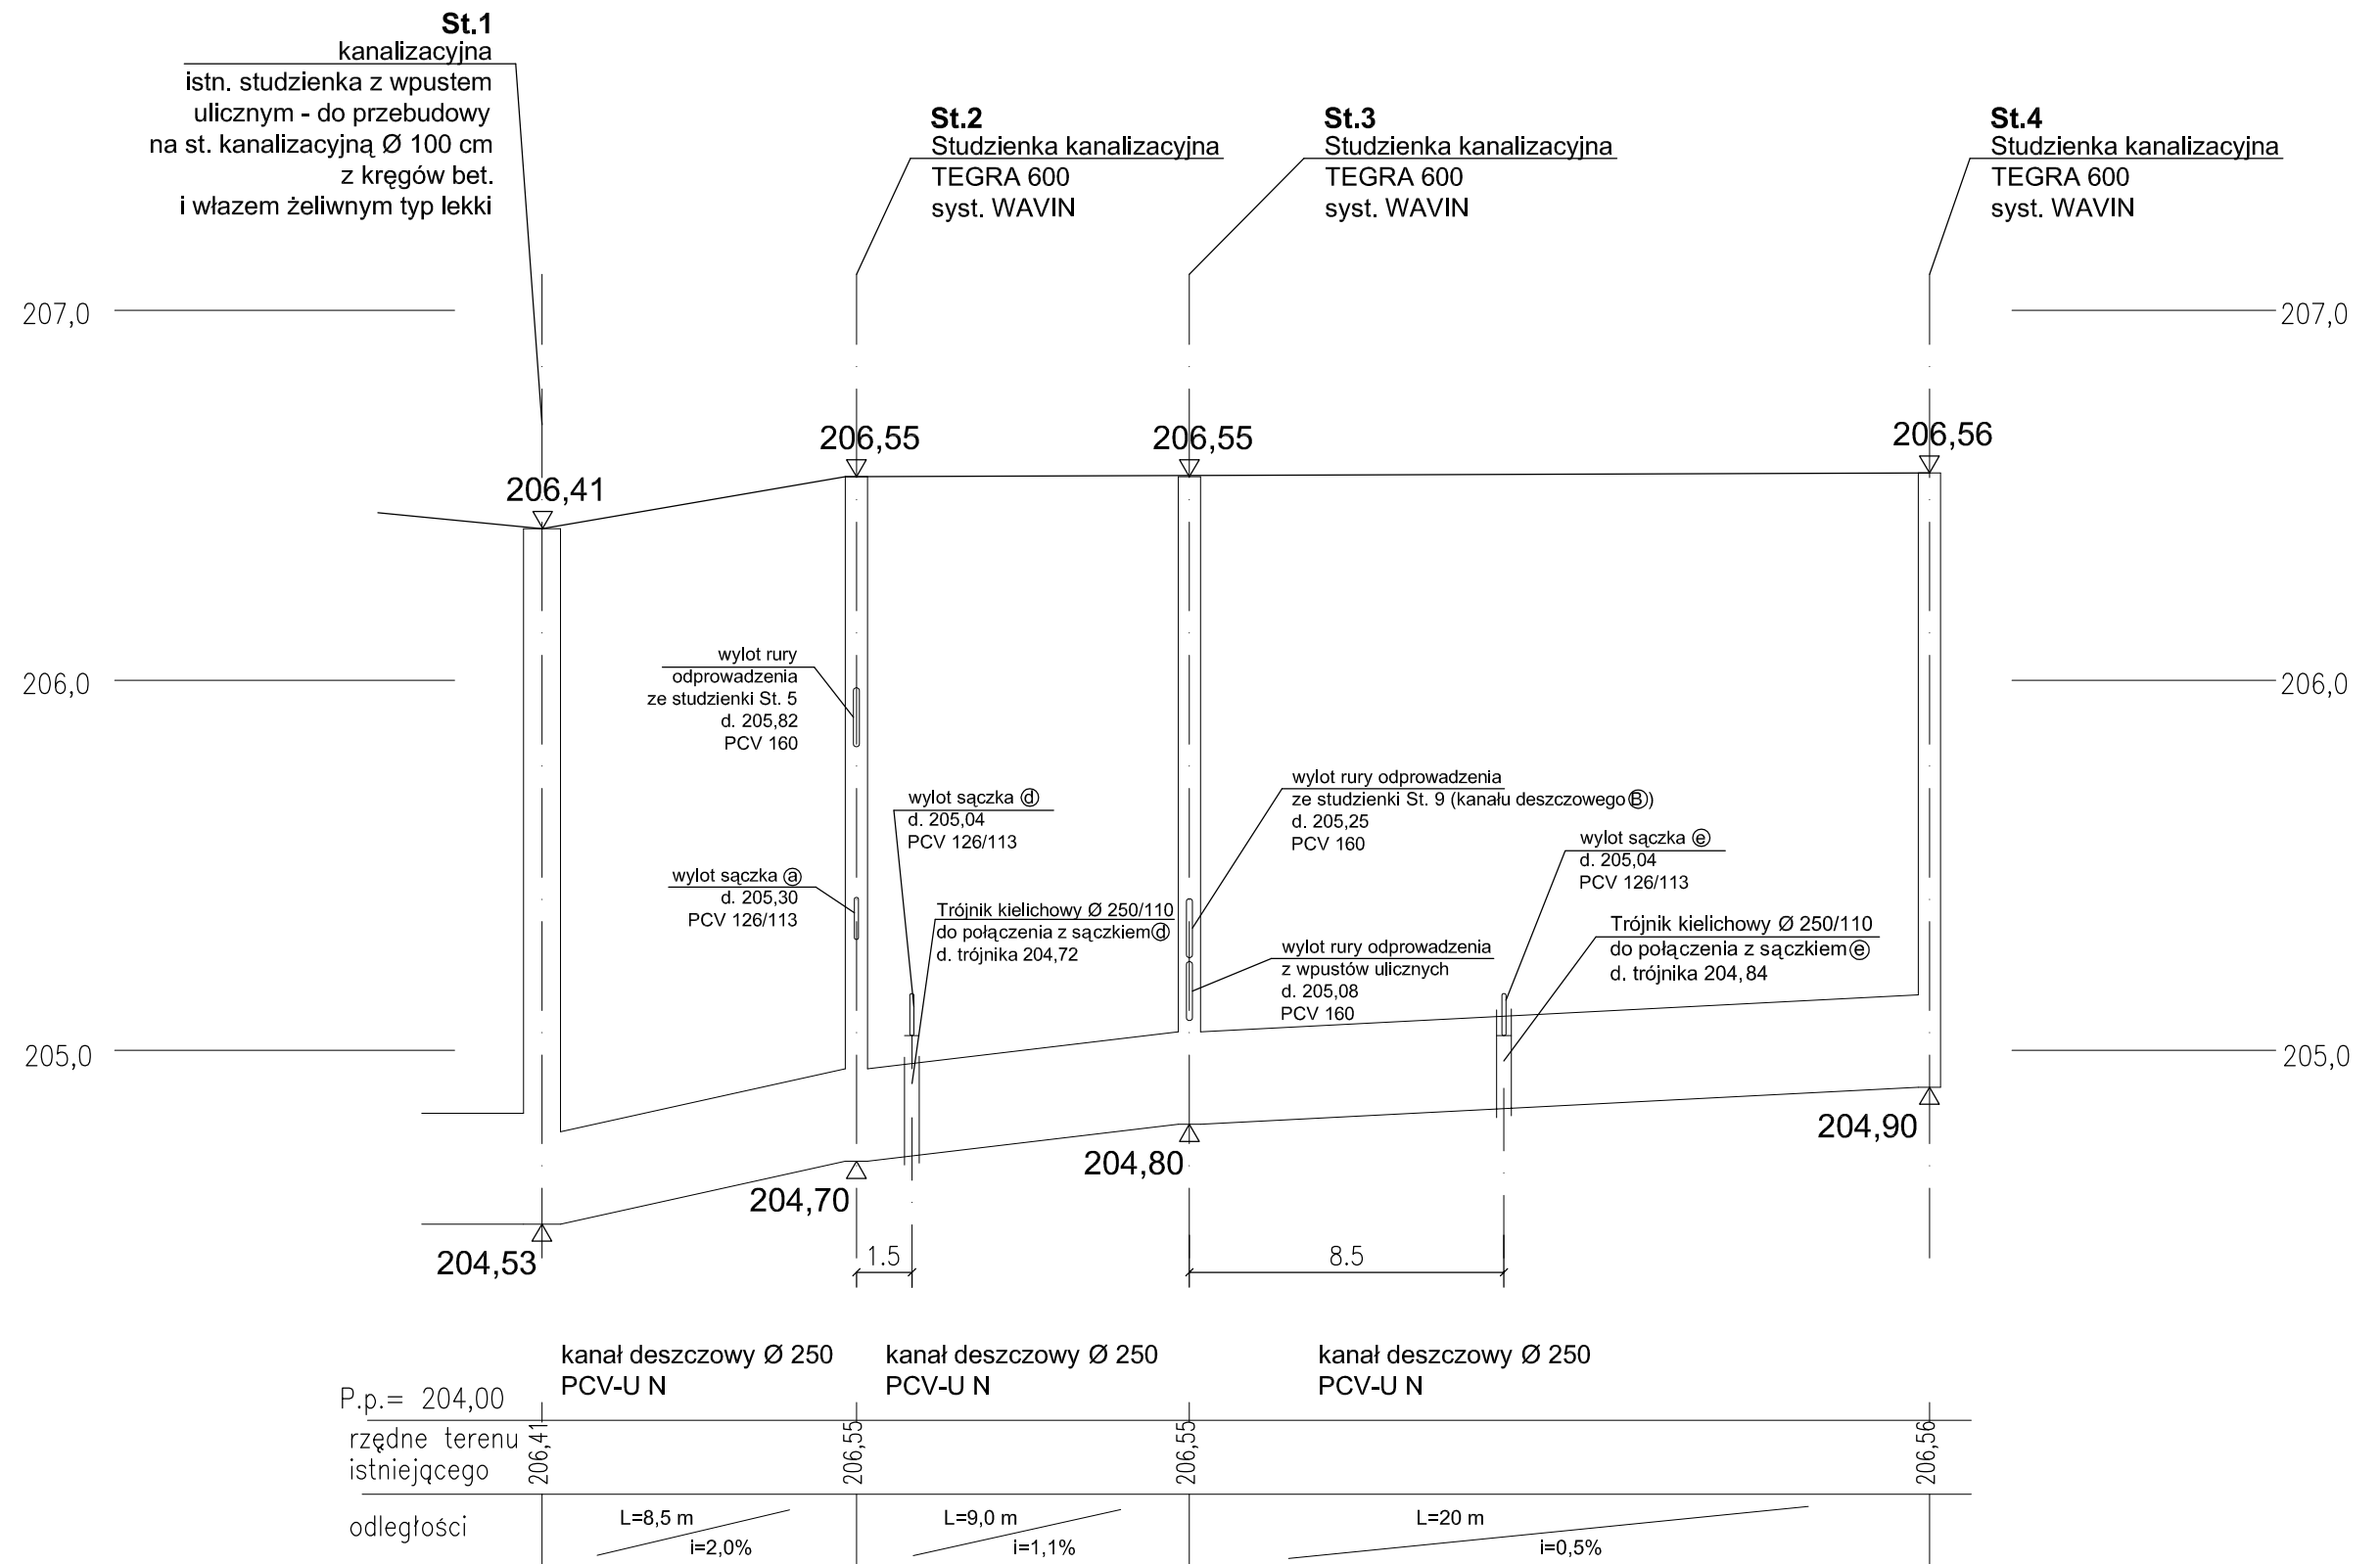 St.1
kanalizacyjna
istn. studzienka z wpustem
ulicznym - do przebudowy
na st. kanalizacyjną Ø 100 cm
z kręgów bet.
i włazem żeliwnym typ lekki
St.2
Studzienka kanalizacyjna
TEGRA 600
syst. WAVIN
St.3
Studzienka kanalizacyjna
TEGRA 600
syst. WAVIN
St.4
Studzienka kanalizacyjna
TEGRA 600
syst. WAVIN
207,0
207,0
206,41
206,55
206,55
206,56
206,0
206,0
wylot rury
odprowadzenia
ze studzienki St. 5
d. 205,82
PCV 160
wylot sączka ⓐ
d. 205,30
PCV 126/113
wylot sączka ⓓ
d. 205,04
PCV 126/113
Trójnik kielichowy Ø 250/110
do połączenia z sączkiem ⓓ
d. trójnika 204,72
wylot rury odprowadzenia
ze studzienki St. 9 (kanału deszczowego Ⓑ)
d. 205,25
PCV 160
wylot rury odprowadzenia
z wpustów ulicznych
d. 205,08
PCV 160
wylot sączka ⓔ
d. 205,04
PCV 126/113
Trójnik kielichowy Ø 250/110
do połączenia z sączkiem ⓔ
d. trójnika 204,84
205,0
205,0
204,53
204,70
204,80
204,90
1.5
8.5
kanał deszczowy Ø 250
PCV-U N
kanał deszczowy Ø 250
PCV-U N
kanał deszczowy Ø 250
PCV-U N
P.p.= 204,00
rzędne terenu
istniejącego
206,41
206,55
206,55
206,56
odległości
L=8,5 m
i=2,0%
L=9,0 m
i=1,1%
L=20 m
i=0,5%